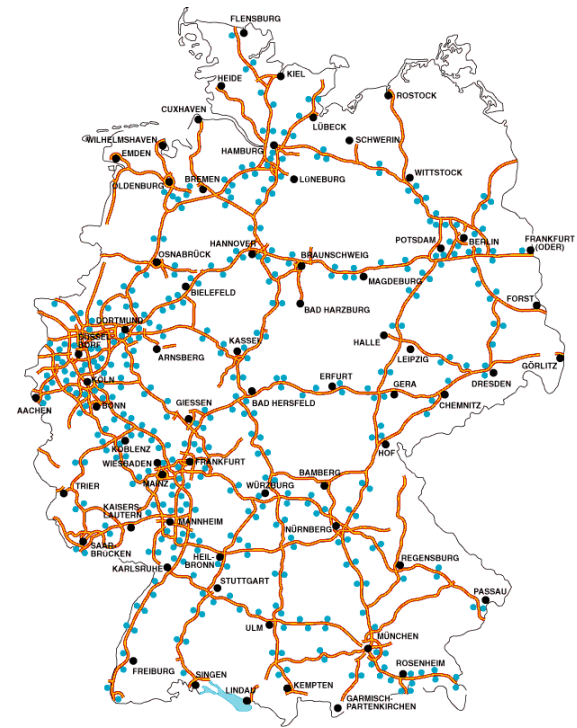 FLENSBURG
KIEL
HEIDE
ROSTOCK
CUXHAVEN
LÜBECK
SCHWERIN
WILHELMSHAVEN
EMDEN
HAMBURG
WITTSTOCK
OLDENBURG
BREMEN
LÜNEBURG
HANNOVER
POTSDAM
BERLIN
FRANKFURT
(ODER)
OSNABRÜCK
BRAUNSCHWEIG
MAGDEBURG
BIELEFELD
BAD HARZBURG
FORST
DORTMUND
DÜSSEL-
DORF
ARNSBERG
KASSEL
HALLE
LEIPZIG
GÖRLITZ
KÖLN
ERFURT
GERA
DRESDEN
AACHEN
BONN
GIESSEN
BAD HERSFELD
CHEMNITZ
KOBLENZ
HOF
WIESBADEN
FRANKFURT
BAMBERG
TRIER
MAINZ
WÜRZBURG
KAISERS-
LAUTERN
MANNHEIM
NÜRNBERG
SAAR-
BRÜCKEN
HEIL-
BRONN
REGENSBURG
KARLSRUHE
STUTTGART
PASSAU
ULM
MÜNCHEN
FREIBURG
SINGEN
ROSENHEIM
LINDAU
KEMPTEN
GARMISCH-
PARTENKIRCHEN